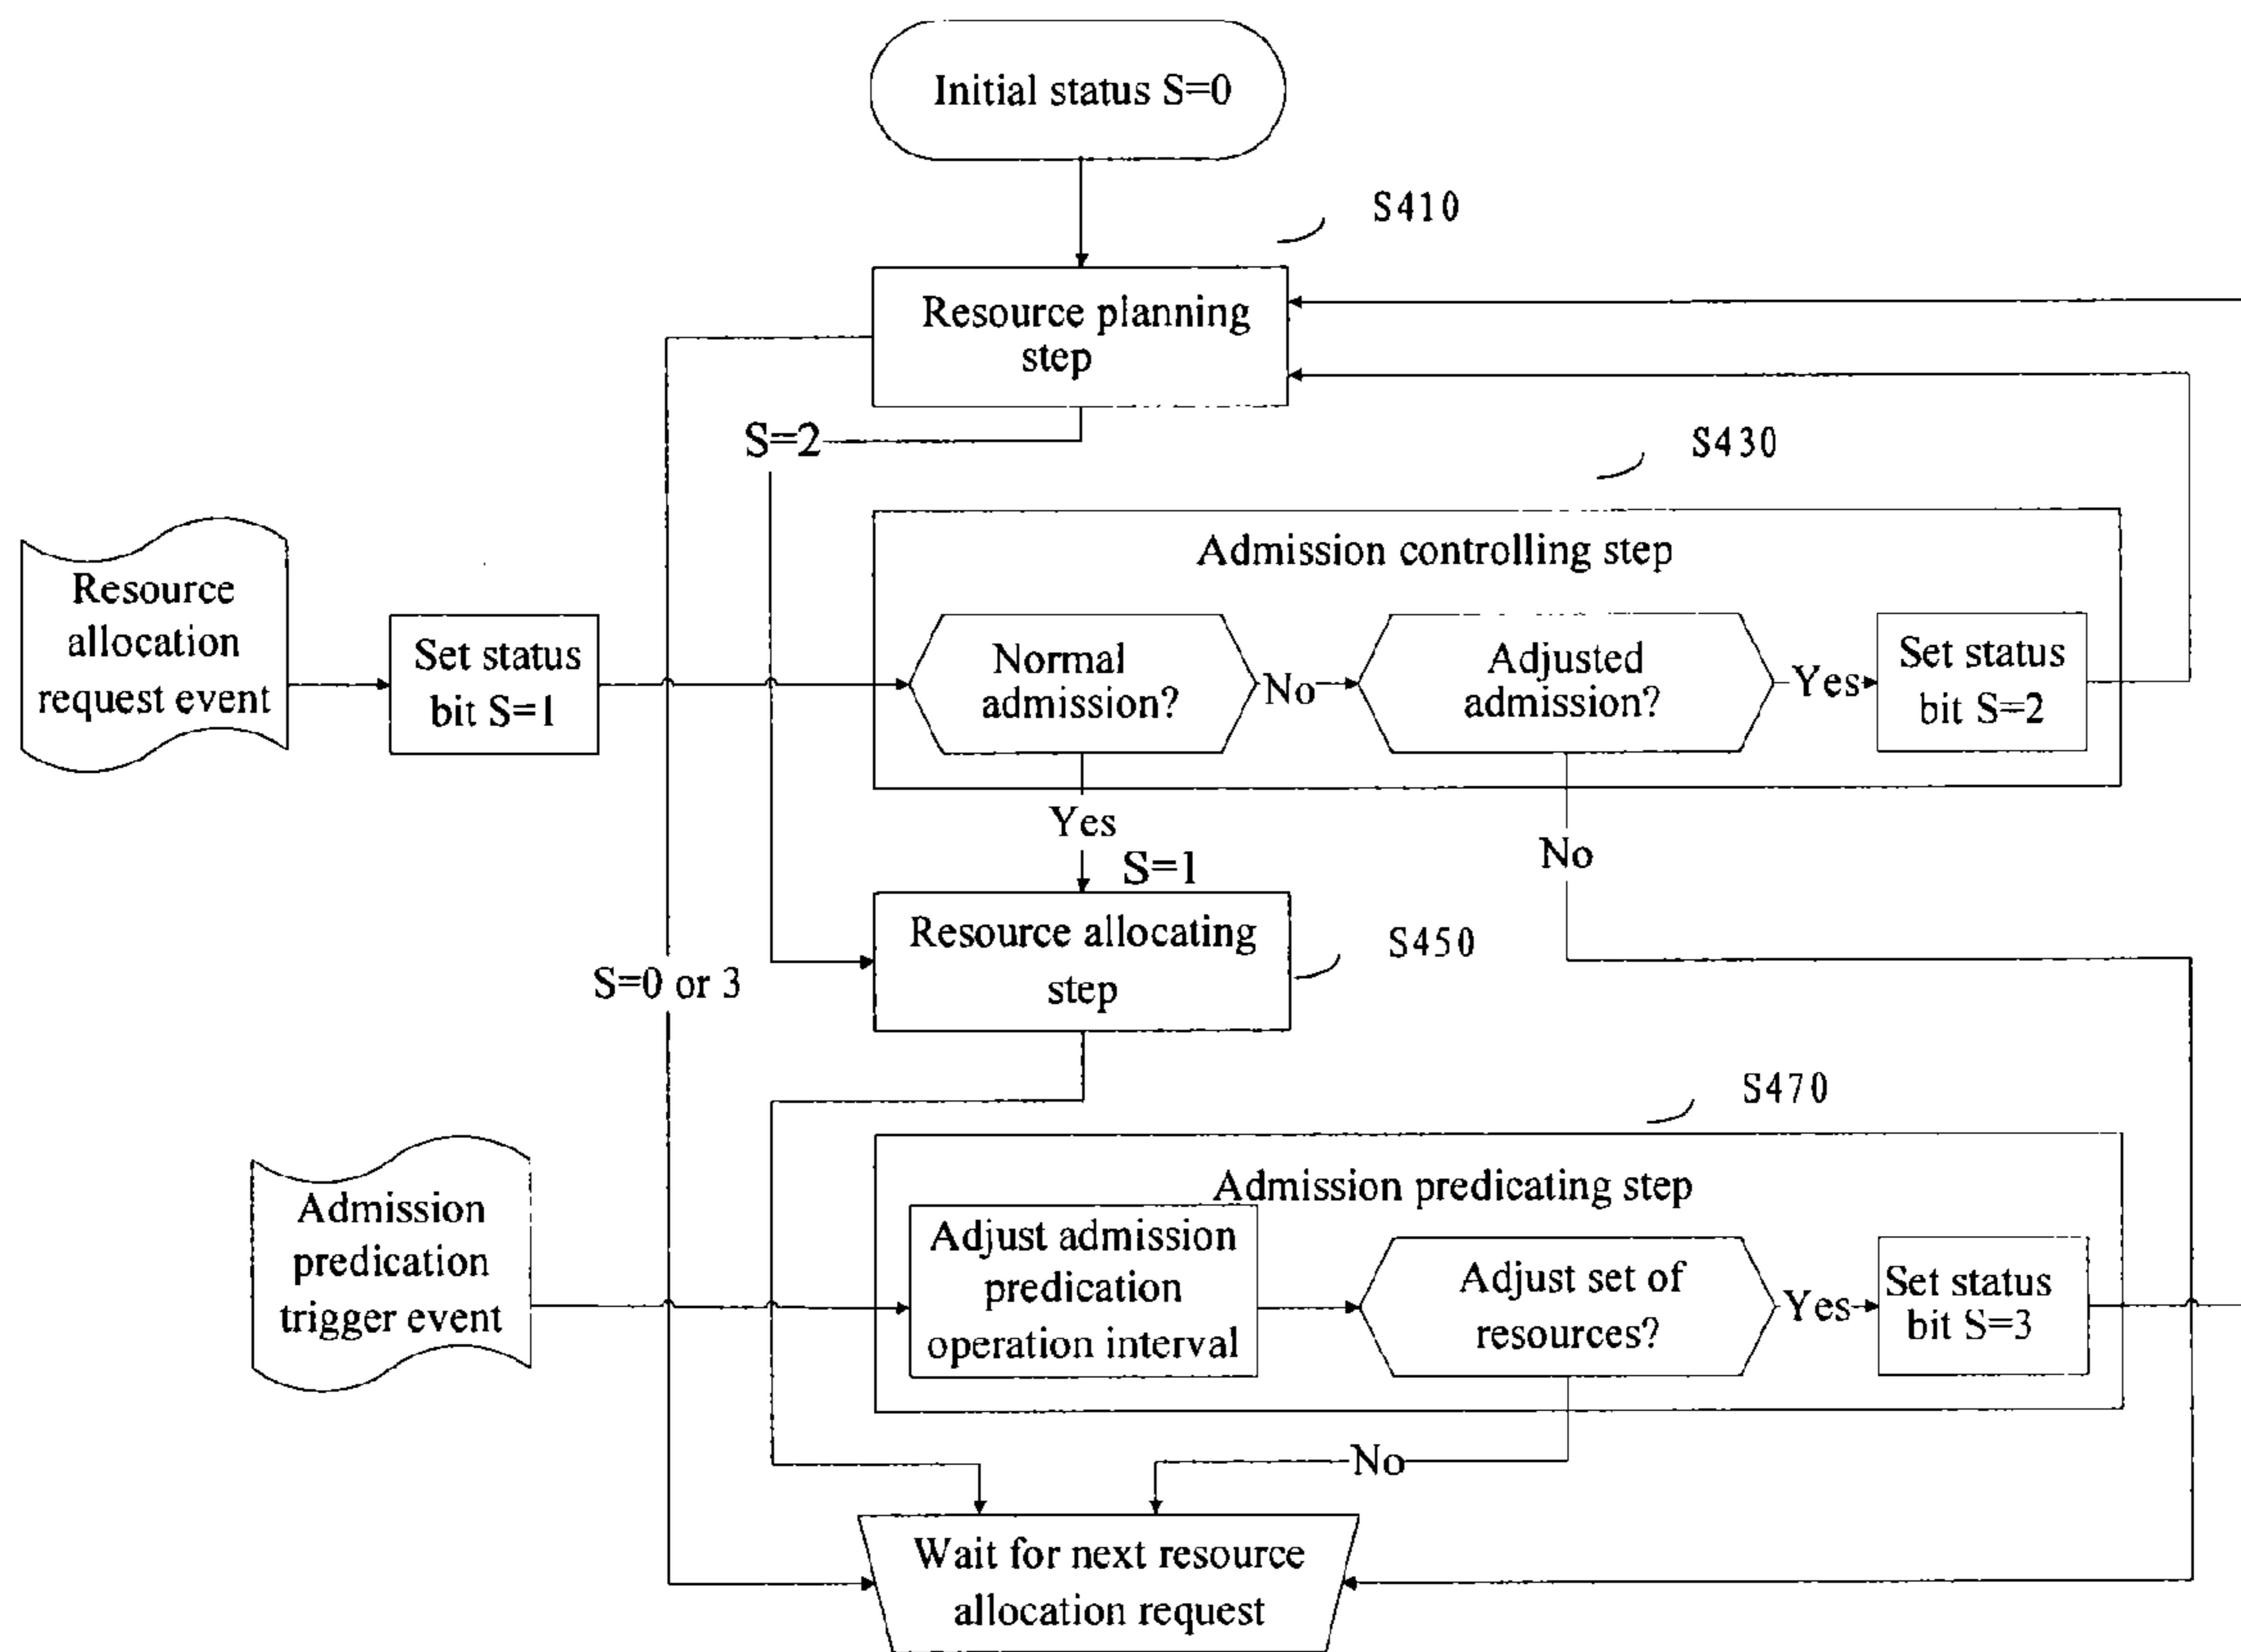 Initial status S=0
S410
Resource planning
step
S=2
S430
Admission controlling step
Resource
allocation
request event
Set status
bit S=1
Normal
admission?
No
Adjusted
admission?
Yes
Set status
bit S=2
Yes
No
S=1
Resource allocating
step
S450
S=0 or 3
S470
Admission predicating step
Admission
predication
trigger event
Adjust admission
predication
operation interval
Adjust set of
resources?
Yes
Set status
bit S=3
No
Wait for next resource
allocation request